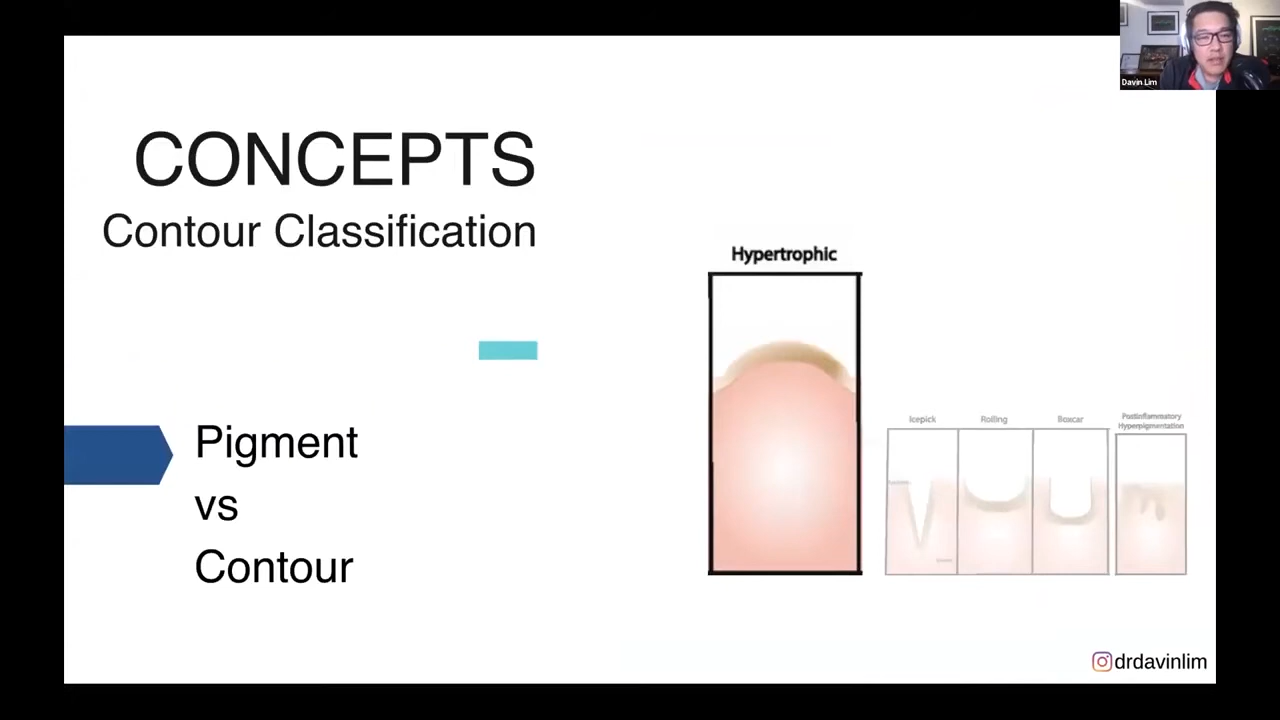 Davin Lim
CONCEPTS
Contour Classification
Pigment
vs
Contour
Hypertrophic
Icepick
Rolling
Boxcar
Postinflammatory
Hyperpigmentation
drdavinlim